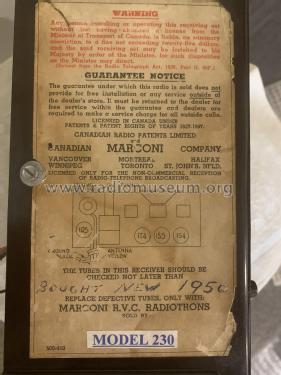 WARNING
Any person installing or operating this receiving set
without first having obtained a license from the
Minister of Transport of Canada, is liable, on summary
conviction, to a fine not exceeding twenty-five dollars,
and the said receiving set may be forfeited to His
Majesty by order of the Minister, for such disposition
as the Minister may direct.
GUARANTEE NOTICE
The guarantee under which this radio is sold does not
provide for free installation or any service outside of the
dealer's store. It must be returned to the dealer for
free service within the guarantee and dealers are
required to make a service charge for all outside calls.
LICENSED IN CANADA UNDER
PATENTS & PATENT RIGHTS OF YEARS 1927-1947.
CANADIAN RADIO PATENTS LIMITED
CANADIAN MARCONI COMPANY
VANCOUVER MONTREAL HALIFAX
WINNIPEG TORONTO ST. JOHN'S, NFLD.
LICENSED ONLY FOR THE NON-COMMERCIAL RECEPTION
OF RADIO-TELEPHONE BROADCASTING.
© www.radiomuseum.org
1U5 1T4 1S5 1S4
GROUND BLACK
ANTENNA YELLOW
THE TUBES IN THIS RECEIVER SHOULD BE
CHECKED NOT LATER THAN
BOUGHT NEW 1950
REPLACE DEFECTIVE TUBES, ONLY WITH:
MARCONI R.V.C. RADIOTRONS
SOLD BY
MODEL 230